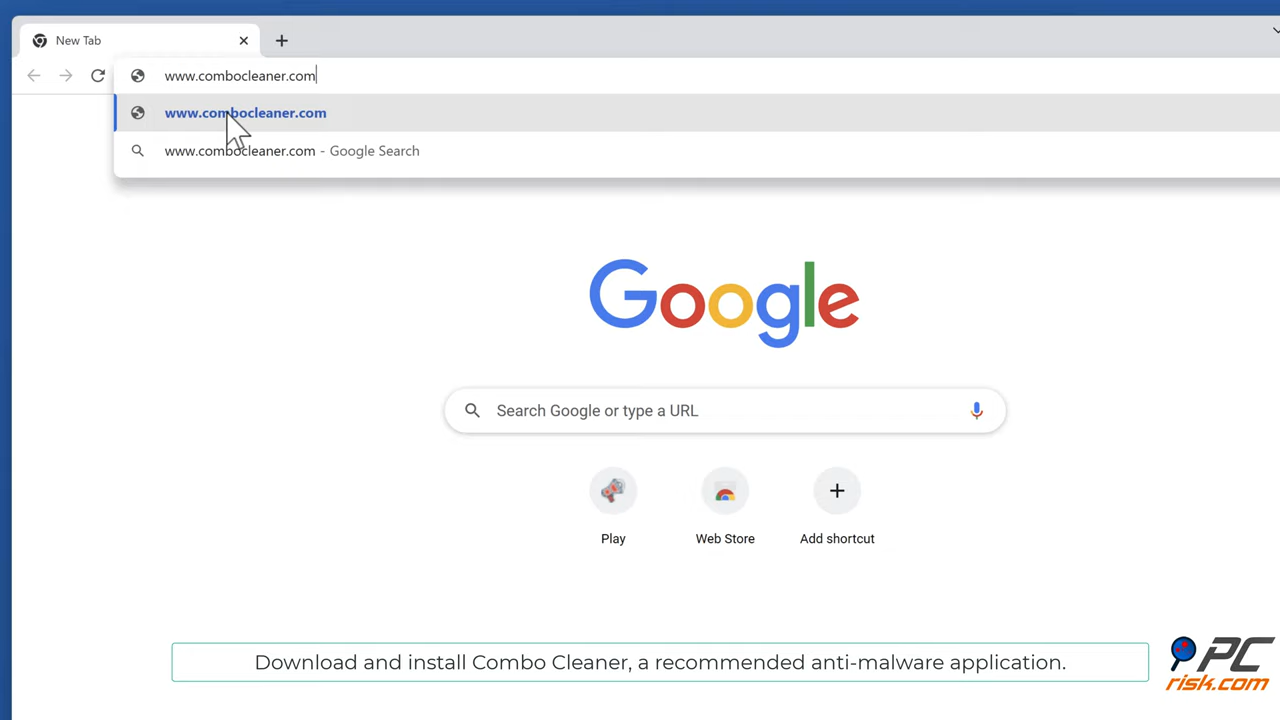 New Tab
www.combocleaner.com
www.combocleaner.com
www.combocleaner.com - Google Search
Google
Search Google or type a URL
Play Web Store Add shortcut
Download and install Combo Cleaner, a recommended anti-malware application.
PC
risk.com